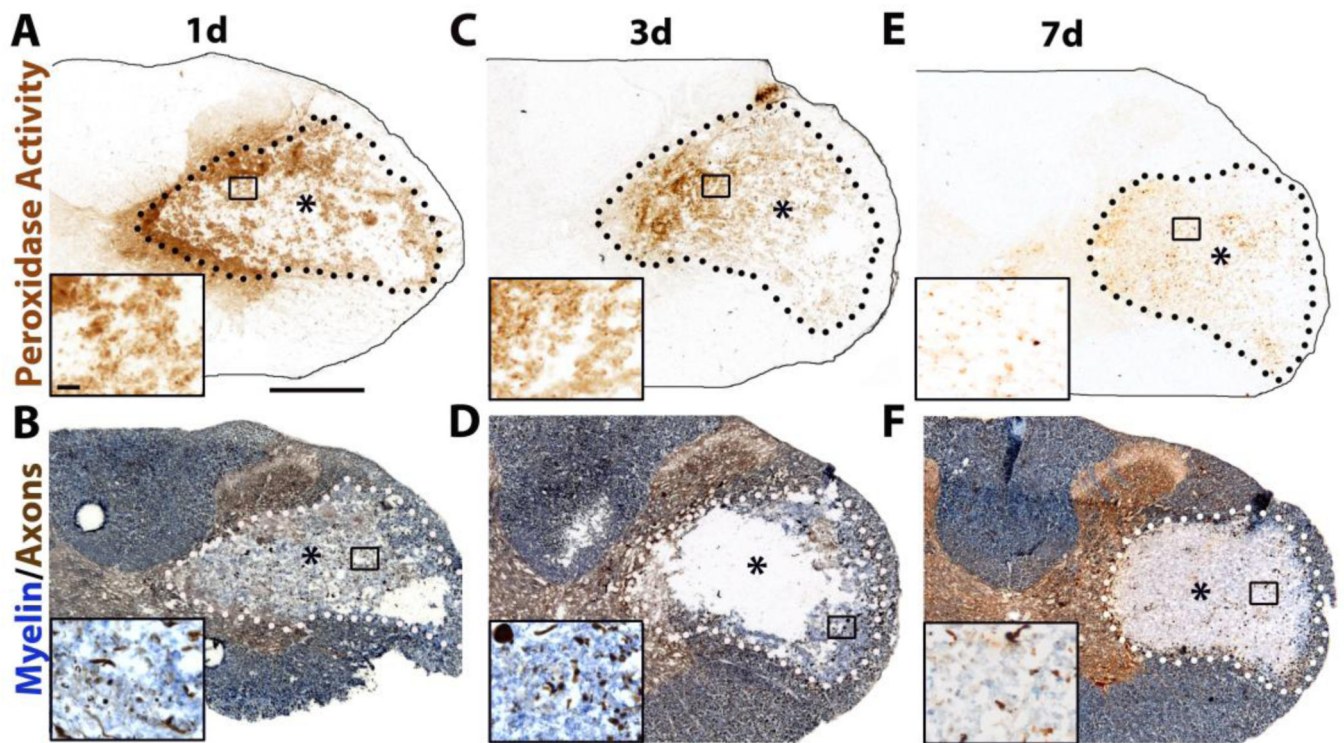 A 1d
C 3d
E 7d
Peroxidase Activity
B
D
F
Myelin/Axons